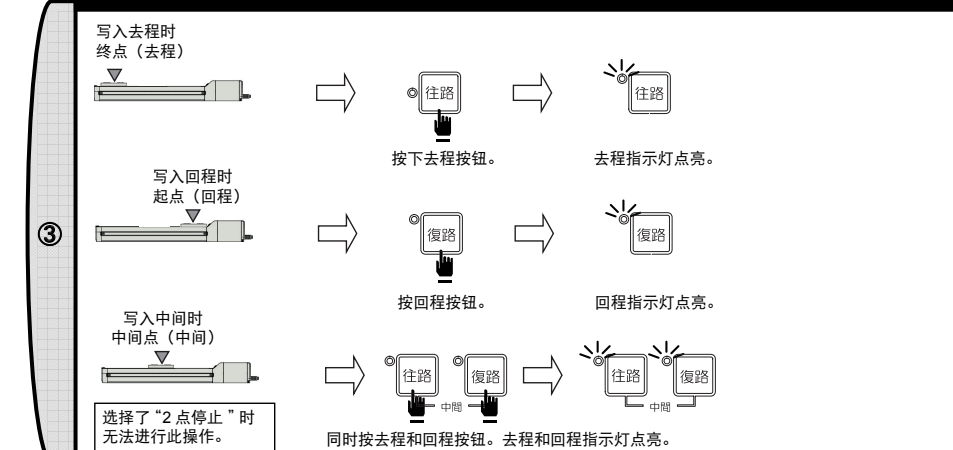 ③
写入去程时
终点（去程）
往路
往路
按下去程按钮。
去程指示灯点亮。
写入回程时
起点（回程）
復路
復路
按回程按钮。
回程指示灯点亮。
写入中间时
中间点（中间）
往路
復路
往路
復路
中間
中間
选择了“2 点停止 ”时
无法进行此操作。
同时按去程和回程按钮。去程和回程指示灯点亮。